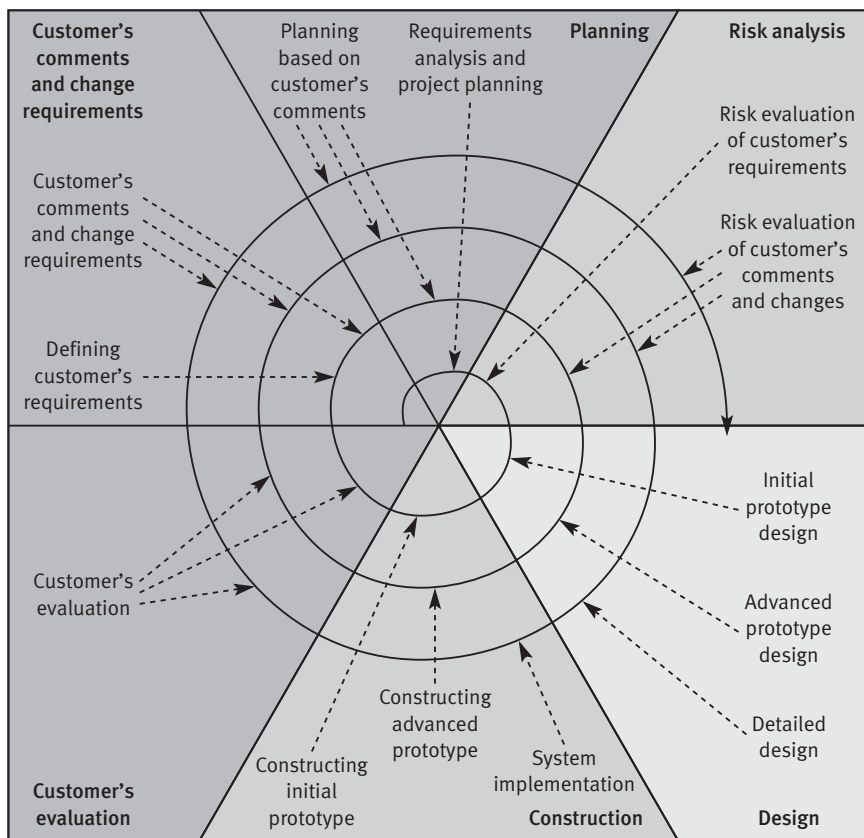 Customer's
comments
and change
requirements
Planning
based on
customer's
comments
Requirements
analysis and
project planning
Planning
Risk analysis
Risk evaluation
of customer's
requirements
Customer's
comments
and change
requirements
Risk evaluation
of customer's
comments
and changes
Defining
customer's
requirements
Initial
prototype
design
Customer's
evaluation
Advanced
prototype
design
Constructing
advanced
prototype
Detailed
design
Constructing
initial
prototype
System
implementation
Customer's
evaluation
Construction
Design